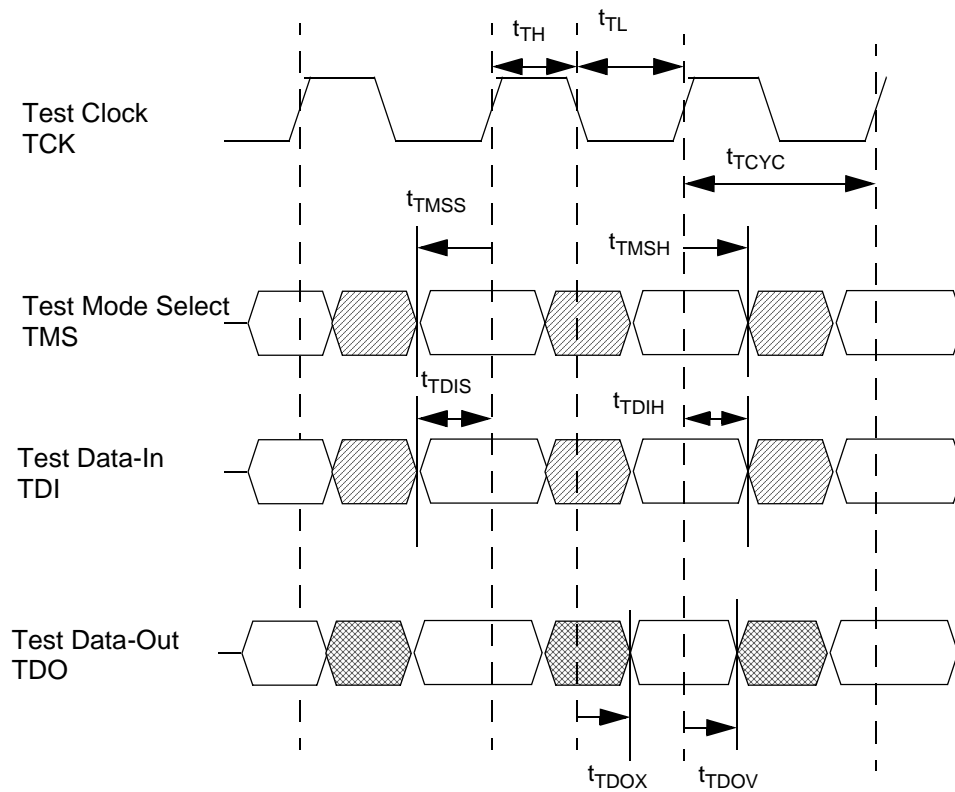 tTH
tTL
Test Clock
TCK
tTCYC
tTMSS
tTMSH
Test Mode Select
TMS
tTDIS
tTDIH
Test Data-In
TDI
Test Data-Out
TDO
tTDOX
tTDOV